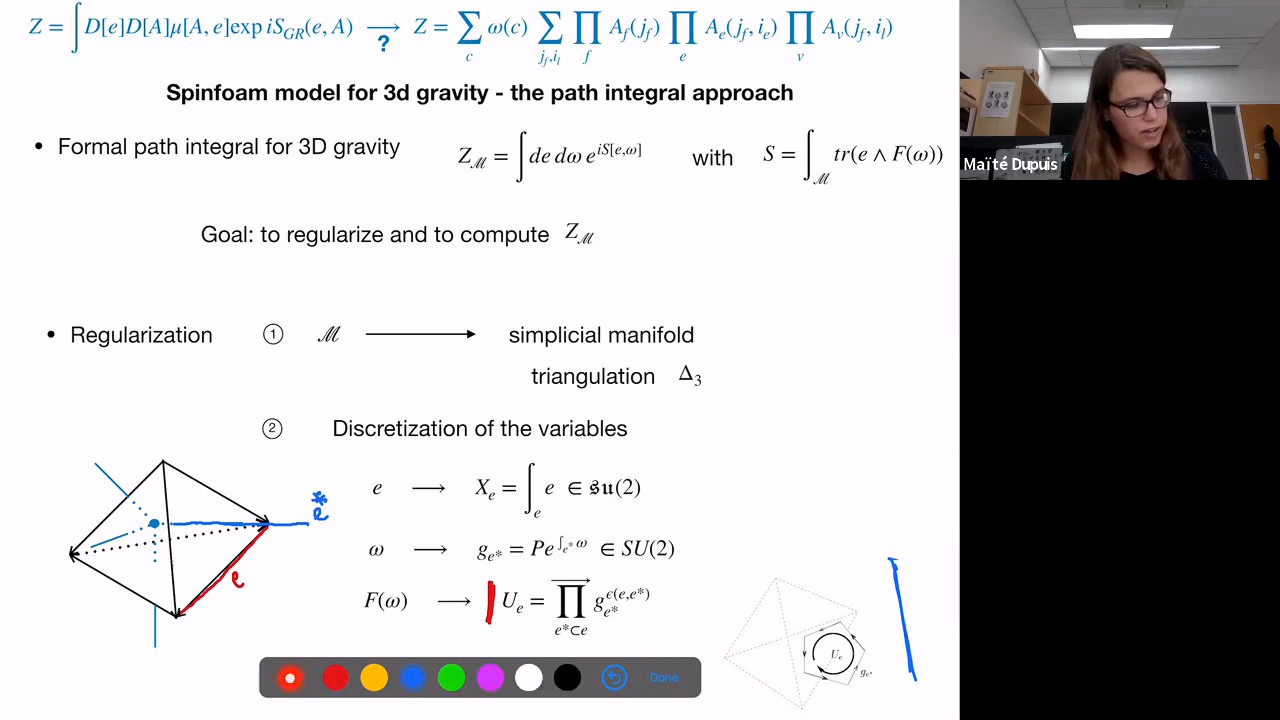 Z = ∫ D[e]D[A]μ[A, e]exp iS_GR(e, A) ⟶ ? Z = ∑_c ω(c) ∑_{j_f,i_l} ∏_f A_f(j_f) ∏_e A_e(j_f, i_e) ∏_v A_v(j_f, i_l)
Spinfoam model for 3d gravity - the path integral approach
• Formal path integral for 3D gravity Z_ℳ = ∫ de dω e^{iS[e,ω]} with S = ∫_ℳ tr(e ∧ F(ω))
Maïté Dupuis
Goal: to regularize and to compute Z_ℳ
• Regularization ① ℳ ⟶ simplicial manifold
triangulation Δ₃
② Discretization of the variables
e ⟶ X_e = ∫_e e ∈ 𝔰𝔲(2)
e*
ω ⟶ g_{e*} = Pe^{∫_{e*} ω} ∈ SU(2)
e
F(ω) ⟶ U_e = ∏_{e*⊂e} g_{e*}^{ϵ(e,e*)}
U_e
g_{e*}
Done